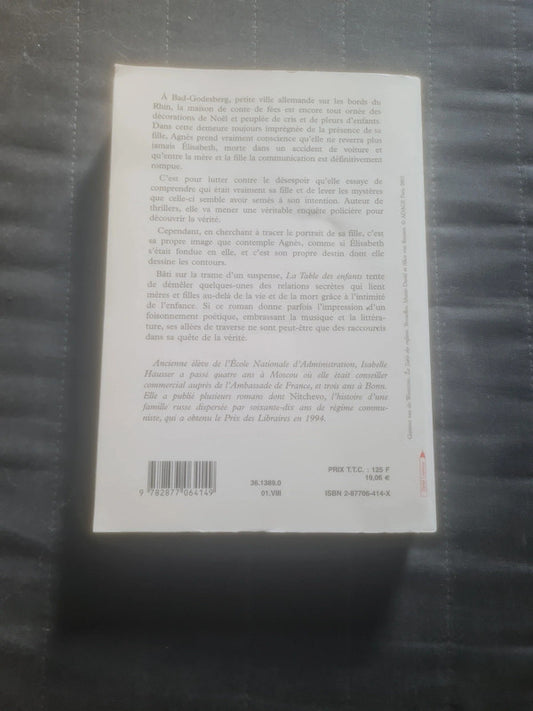 À Bad-Godesberg, petite ville allemande sur les bords du
Rhin, la maison de conte de fées est encore tout ornée des
décorations de Noël et peuplée de cris et de pleurs d'enfants.
Dans cette demeure toujours imprégnée de la présence de sa
fille, Agnès prend vraiment conscience qu'elle ne reverra plus
jamais Élisabeth, morte dans un accident de voiture et
qu'entre la mère et la fille la communication est définitivement
rompue.
C'est pour lutter contre le désespoir qu'elle essaye de
comprendre qui était vraiment sa fille et de lever les mystères
que celle-ci semble avoir semés à son intention. Auteur de
thrillers, elle va mener une véritable enquête policière pour
découvrir la vérité.
Cependant, en cherchant à tracer le portrait de sa fille, c'est
sa propre image que contemple Agnès, comme si Élisabeth
s'était fondue en elle, et c'est son propre destin dont elle
dessine les contours.
Bâti sur la trame d'un suspense, La Table des enfants tente
de démêler quelques-unes des relations secrètes qui lient
mères et filles au-delà de la vie et de la mort grâce à l'intimité
de l'enfance. Si ce roman donne parfois l'impression d'un
foisonnement poétique, embrassant la musique et la littéra-
ture, ses allées de traverse ne sont peut-être que des raccourcis
dans sa quête de la vérité.
Ancienne élève de l'École Nationale d'Administration, Isabelle
Hausser a passé quatre ans à Moscou où elle était conseiller
commercial auprès de l'Ambassade de France, et trois ans à Bonn.
Elle a publié plusieurs romans dont Nitchevo, l'histoire d'une
famille russe dispersée par soixante-dix ans de régime commu-
niste, qui a obtenu le Prix des Libraires en 1994.
9 782877 064149
36.1389.0
01.VIII
PRIX T.T.C. : 125 F
19,06 €
ISBN 2-87706-414-X